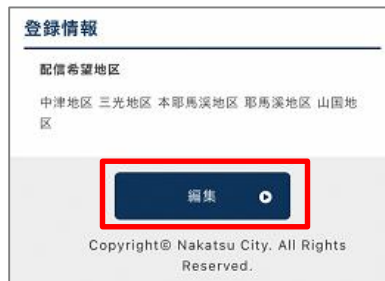 登録情報
配信希望地区
中津地区 三光地区 本耶馬渓地区 耶馬渓地区 山国地
区
編集
Copyright© Nakatsu City. All Rights
Reserved.